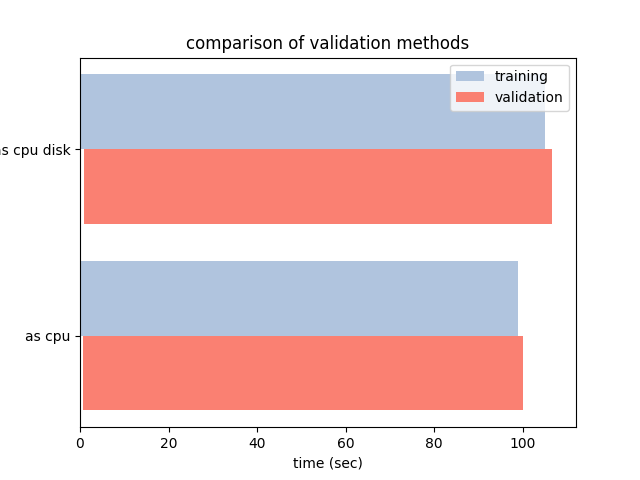 comparison of validation methods
training
validation
s cpu disk
as cpu
0 20 40 60 80 100
time (sec)